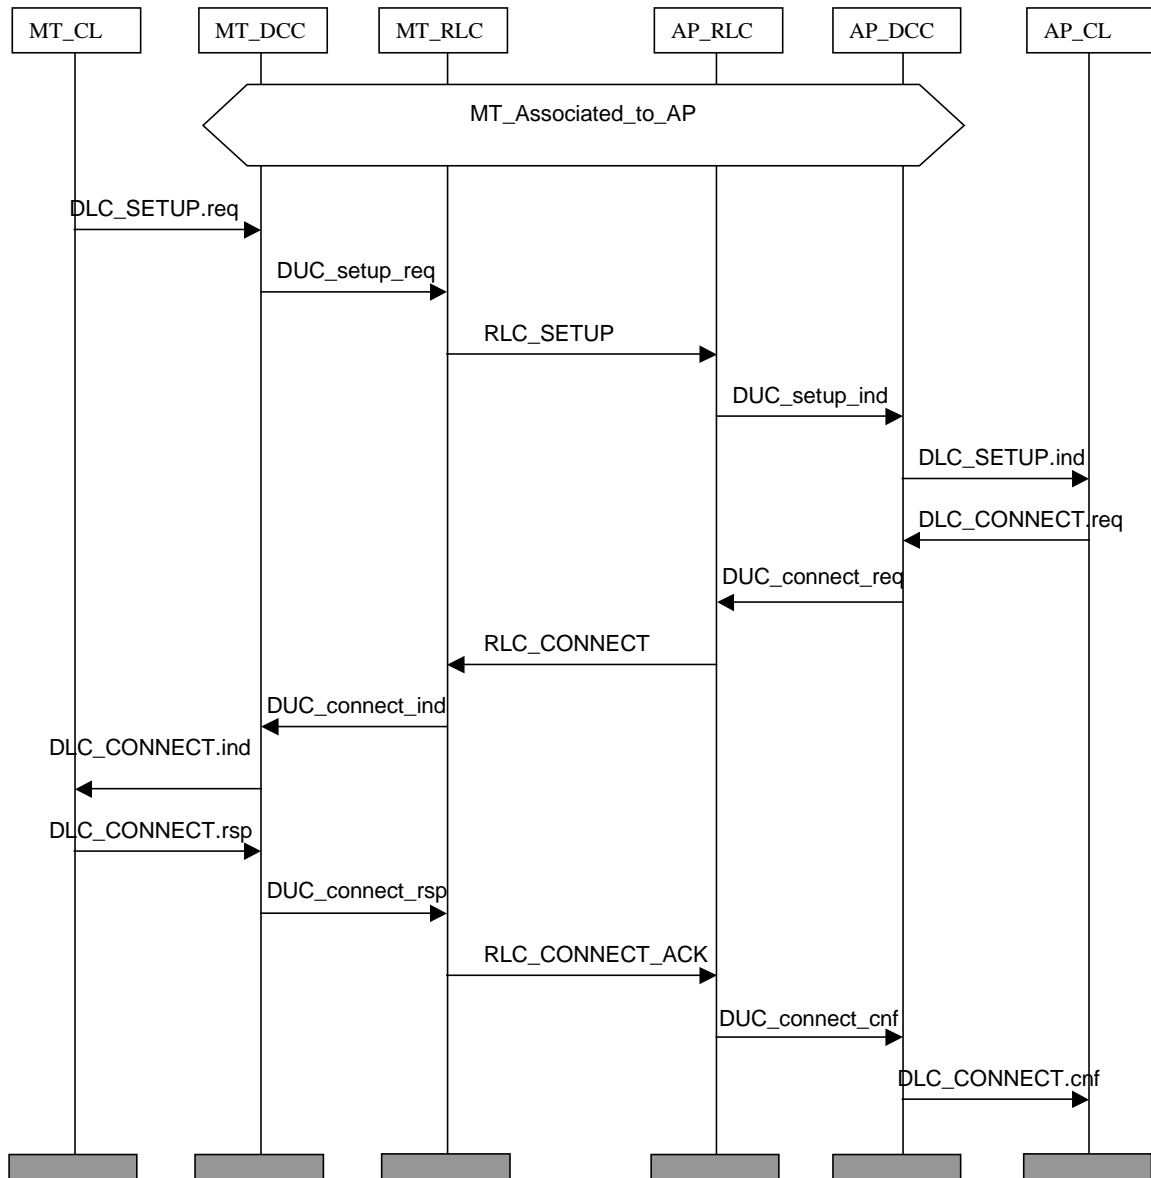 MT_CL
MT_DCC
MT_RLC
AP_RLC
AP_DCC
AP_CL
MT_Associated_to_AP
DLC_SETUP.req
DUC_setup_req
RLC_SETUP
DUC_setup_ind
DLC_SETUP.ind
DLC_CONNECT.req
DUC_connect_req
RLC_CONNECT
DUC_connect_ind
DLC_CONNECT.ind
DLC_CONNECT.rsp
DUC_connect_rsp
RLC_CONNECT_ACK
DUC_connect_cnf
DLC_CONNECT.cnf